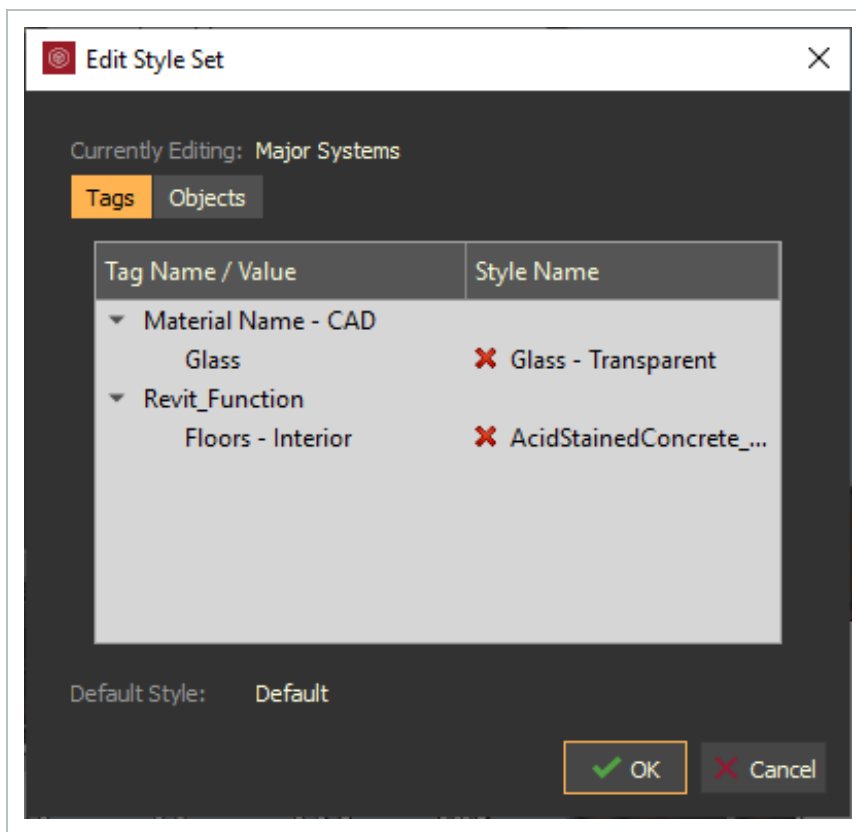 Edit Style Set
Currently Editing: Major Systems
Tags Objects
Tag Name / Value Style Name
Material Name - CAD
Glass Glass - Transparent
Revit_Function
Floors - Interior AcidStainedConcrete_...
Default Style: Default
OK Cancel